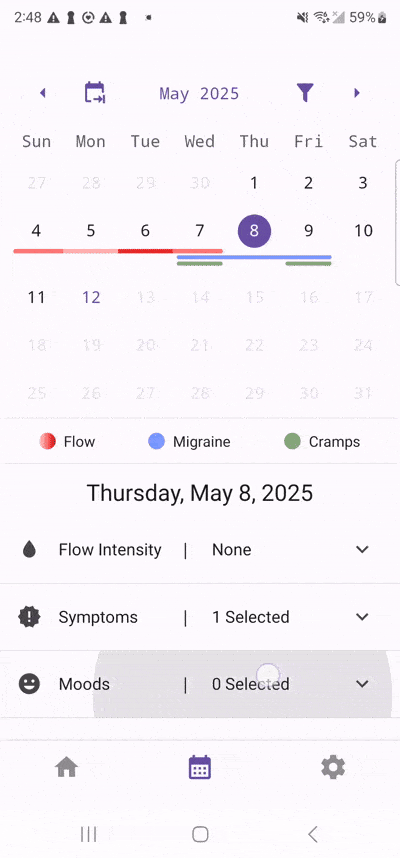 2:48 59%
May 2025
Sun Mon Tue Wed Thu Fri Sat
27 28 29 30 1 2 3
4 5 6 7 8 9 10
11 12 13 14 15 16 17
18 19 20 21 22 23 24
25 26 27 28 29 30 31
Flow Migraine Cramps
Thursday, May 8, 2025
Flow Intensity | None
Symptoms | 1 Selected
Moods | 0 Selected